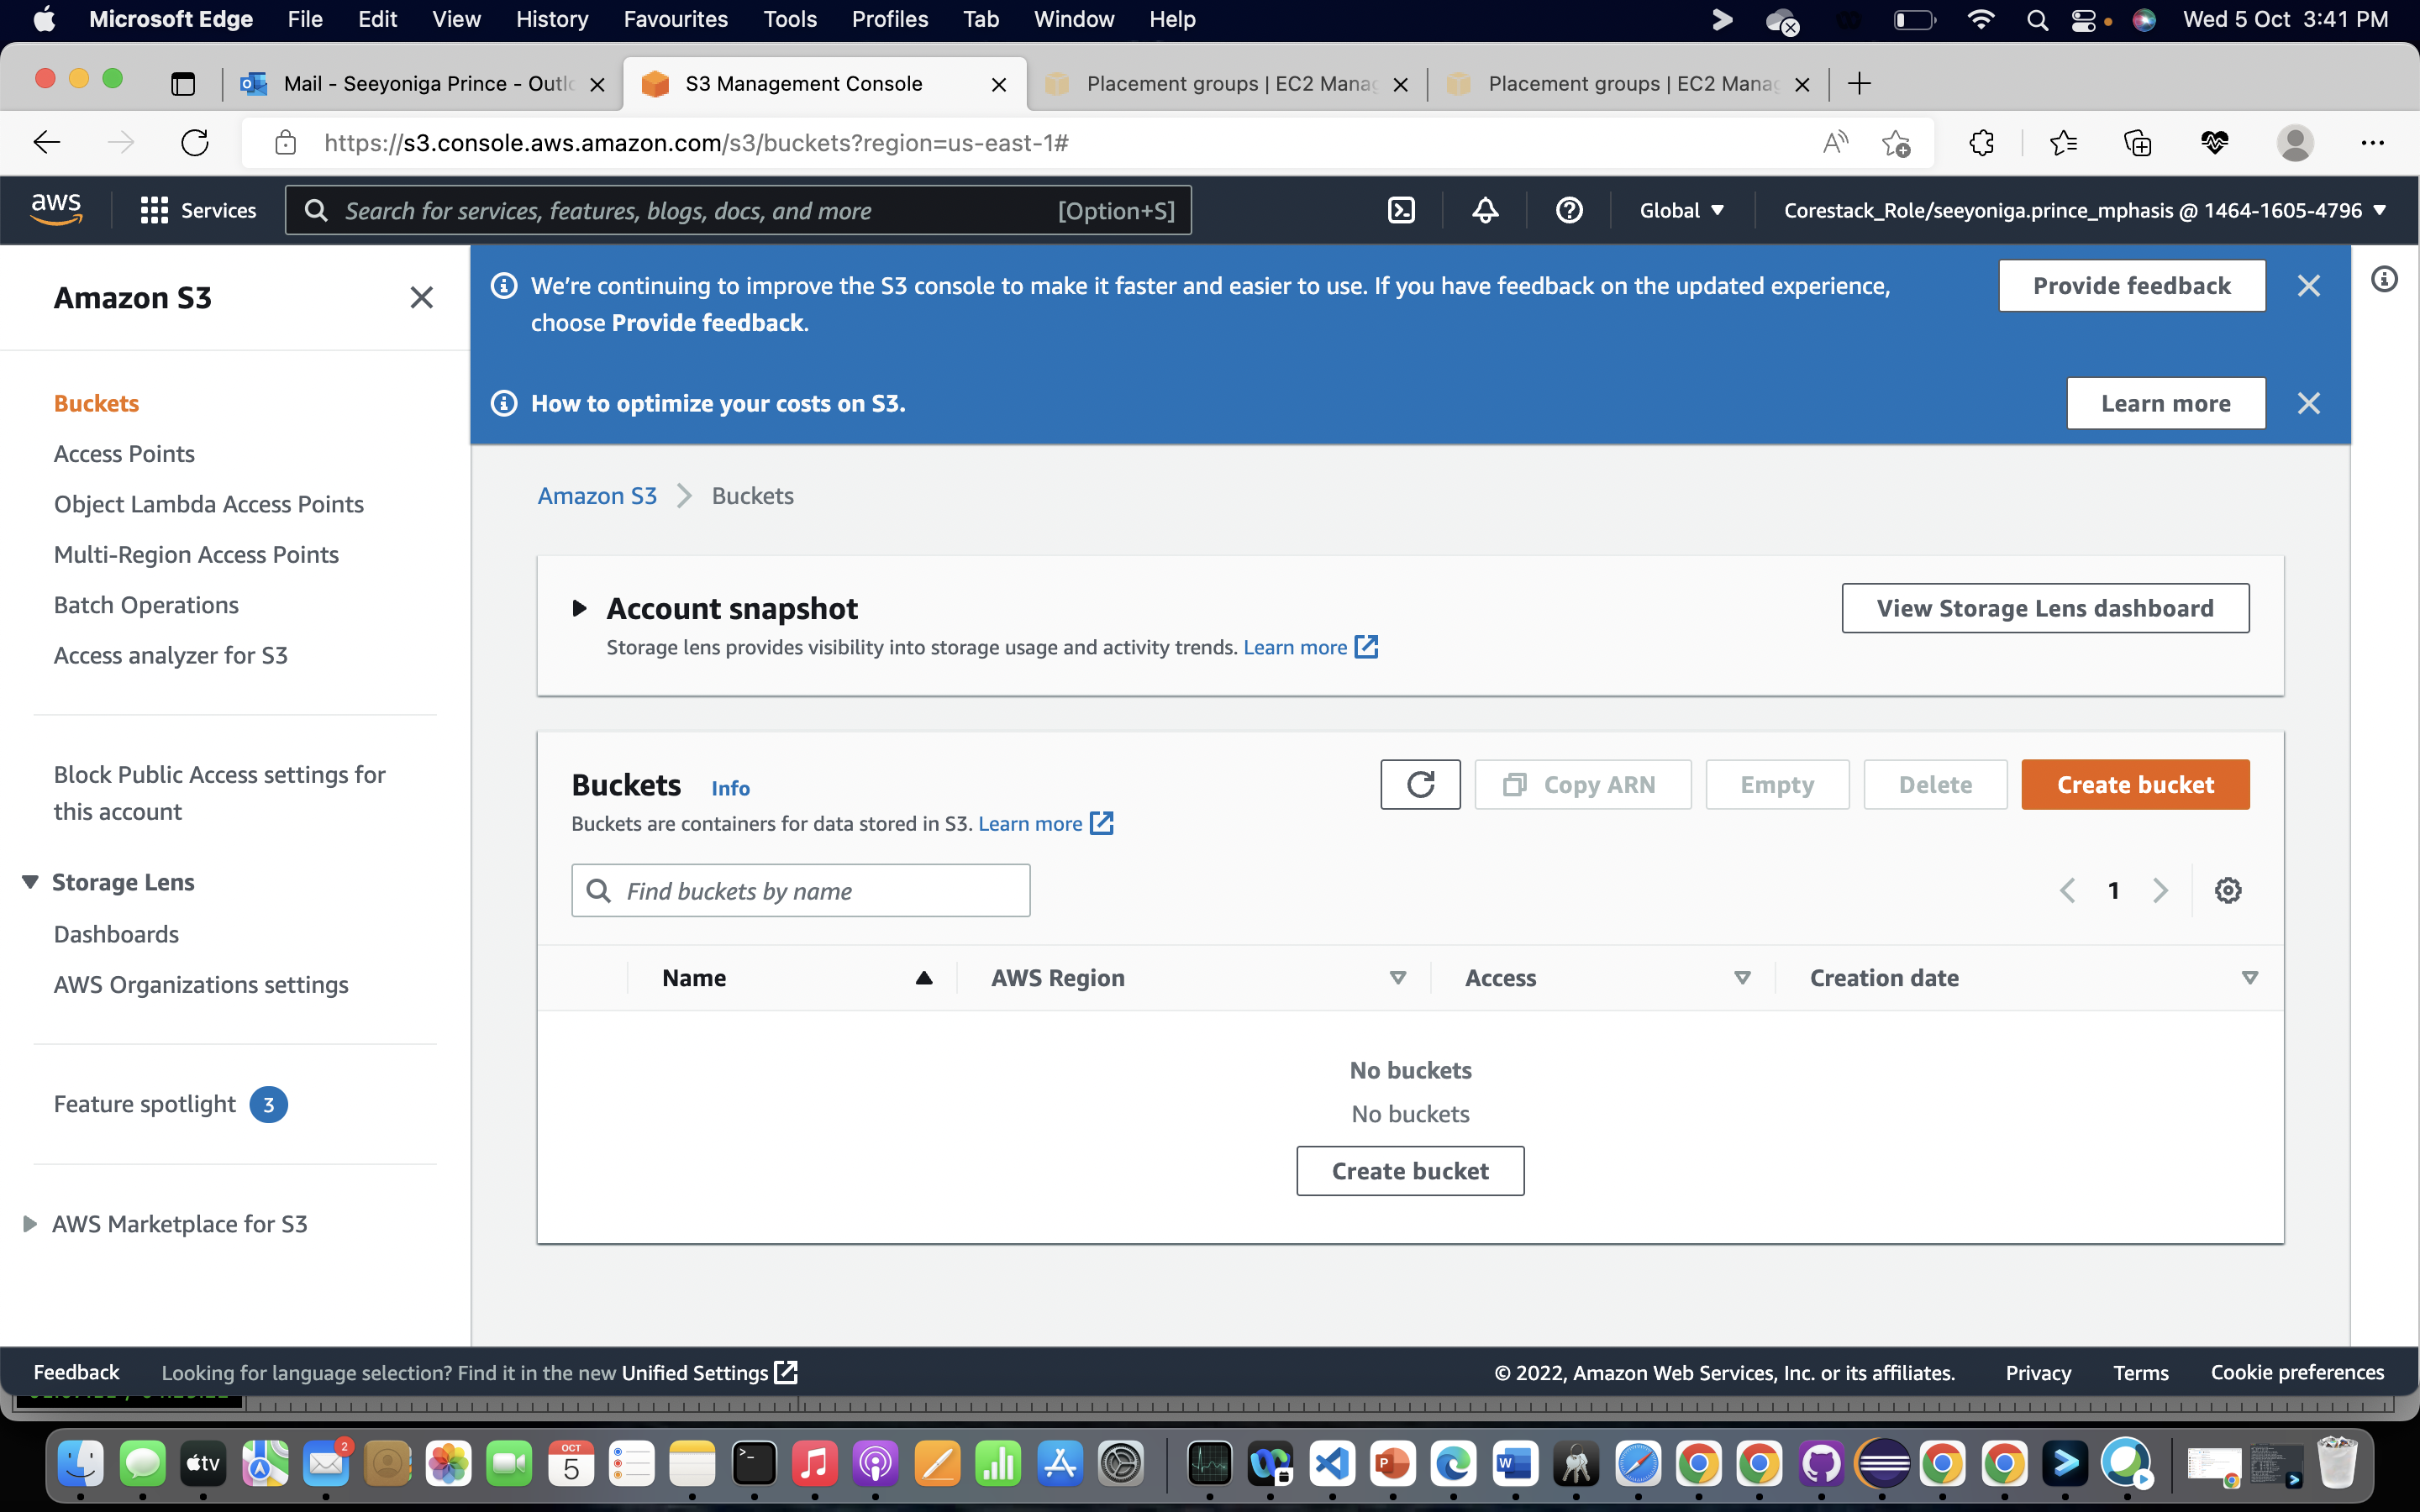 Microsoft Edge File Edit View History Favourites Tools Profiles Tab Window Help Wed 5 Oct 3:41 PM
Mail - Seeyoniga Prince - Outlo S3 Management Console Placement groups | EC2 Manag Placement groups | EC2 Manag
https://s3.console.aws.amazon.com/s3/buckets?region=us-east-1#
aws Services Search for services, features, blogs, docs, and more [Option+S] Global Corestack_Role/seeyoniga.prince_mphasis @ 1464-1605-4796
Amazon S3
Buckets
Access Points
Object Lambda Access Points
Multi-Region Access Points
Batch Operations
Access analyzer for S3
Block Public Access settings for
this account
Storage Lens
Dashboards
AWS Organizations settings
Feature spotlight 3
AWS Marketplace for S3
We're continuing to improve the S3 console to make it faster and easier to use. If you have feedback on the updated experience,
choose Provide feedback.
Provide feedback
How to optimize your costs on S3.
Learn more
Amazon S3 Buckets
Account snapshot
Storage lens provides visibility into storage usage and activity trends. Learn more
View Storage Lens dashboard
Buckets Info
Buckets are containers for data stored in S3. Learn more
Copy ARN Empty Delete Create bucket
Find buckets by name
1
Name AWS Region Access Creation date
No buckets
No buckets
Create bucket
Feedback Looking for language selection? Find it in the new Unified Settings © 2022, Amazon Web Services, Inc. or its affiliates. Privacy Terms Cookie preferences
tv 2 OCT
5
P W